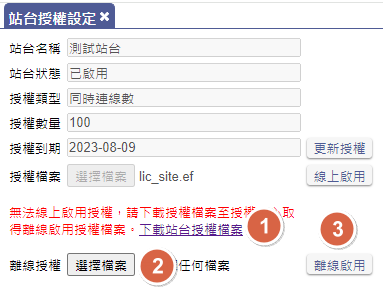 站台授權設定 ✖
站台名稱 測試站台
站台狀態 已啟用
授權類型 同時連線數
授權數量 100
授權到期 2023-08-09 更新授權
授權檔案 選擇檔案 lic_site.ef 線上啟用
無法線上啟用授權，請下載授權檔案至授權 取
得離線啟用授權檔案。下載站台授權檔案
1
3
離線授權 選擇檔案 2 任何檔案 離線啟用